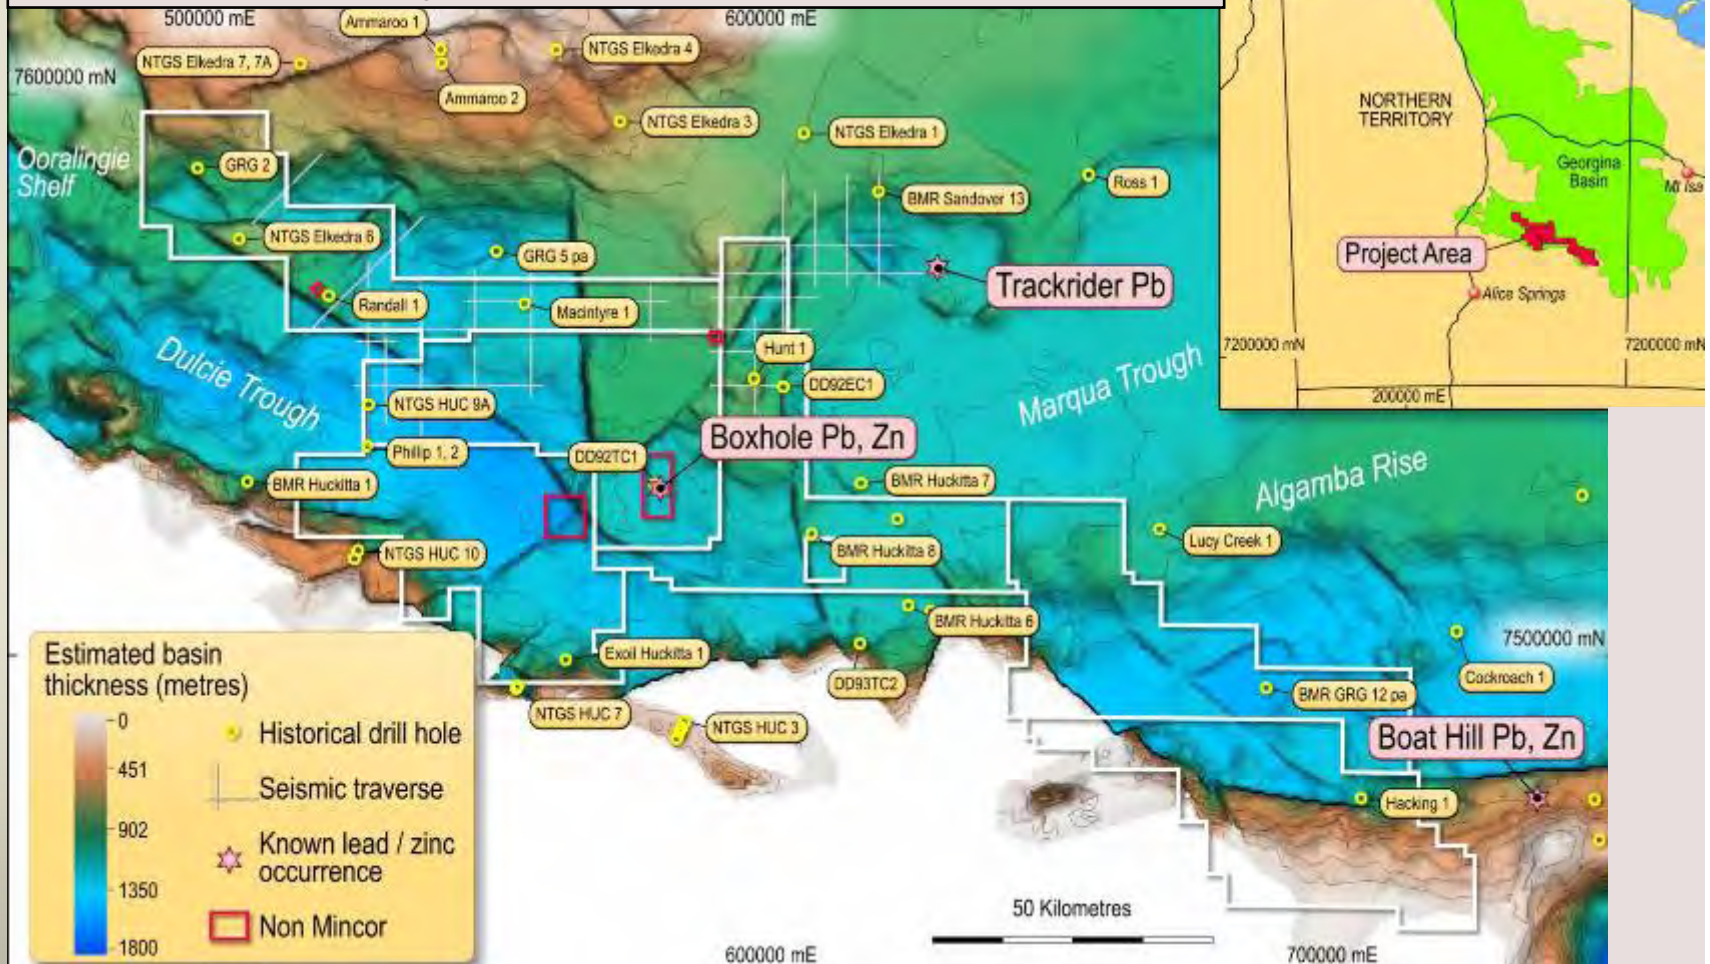 500000 mE
Ammaroo 1
600000 mE
NTGS Elkedra 7, 7A
NTGS Elkedra 4
7600000 mN
Ammaroo 2
NTGS Elkedra 3
NTGS Elkedra 1
Ooralingie
Shelf
GRG 2
Ross 1
BMR Sandover 13
NTGS Elkedra 6
GRG 5 pa
Trackrider Pb
Randall 1
Macintyre 1
Dulcie Trough
Hunt 1
DD92EC1
Marqua Trough
NTGS HUC 9A
Boxhole Pb, Zn
Phillip 1, 2
DD92TC1
BMR Huckitta 1
BMR Huckitta 7
Algamba Rise
NTGS HUC 10
BMR Huckitta 8
Lucy Creek 1
BMR Huckitta 6
7500000 mN
Exoil Huckitta 1
DD93TC2
Cockroach 1
BMR GRG 12 pa
NTGS HUC 7
NTGS HUC 3
Boat Hill Pb, Zn
Hacking 1
Estimated basin
thickness (metres)
0
451
902
1350
1800
Historical drill hole
Seismic traverse
Known lead / zinc
occurrence
Non Mincor
50 Kilometres
600000 mE
700000 mE
NORTHERN
TERRITORY
Georgina
Basin
Mt Isa
Project Area
Alice Springs
7200000 mN
7200000 mN
200000 mE